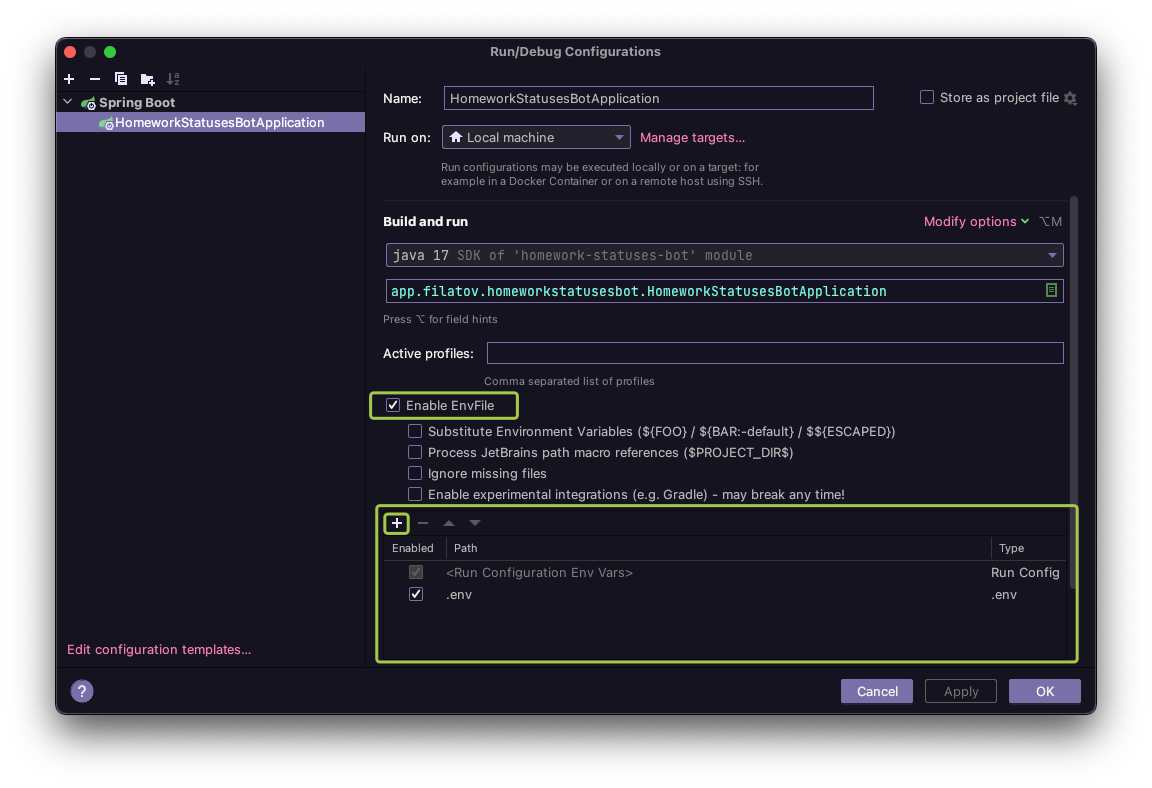 Run/Debug Configurations
Spring Boot
HomeworkStatusesBotApplication
Edit configuration templates...
Name: HomeworkStatusesBotApplication
Store as project file
Run on: Local machine Manage targets...
Run configurations may be executed locally or on a target: for
example in a Docker Container or on a remote host using SSH.
Build and run Modify options ⌥M
java 17 SDK of 'homework-statuses-bot' module
app.filatov.homeworkstatusesbot.HomeworkStatusesBotApplication
Press ⌥ for field hints
Active profiles:
Comma separated list of profiles
Enable EnvFile
Substitute Environment Variables (${FOO} / ${BAR:-default} / $${ESCAPED})
Process JetBrains path macro references ($PROJECT_DIR$)
Ignore missing files
Enable experimental integrations (e.g. Gradle) - may break any time!
Enabled Path Type
<Run Configuration Env Vars> Run Config
.env .env
? Cancel Apply OK